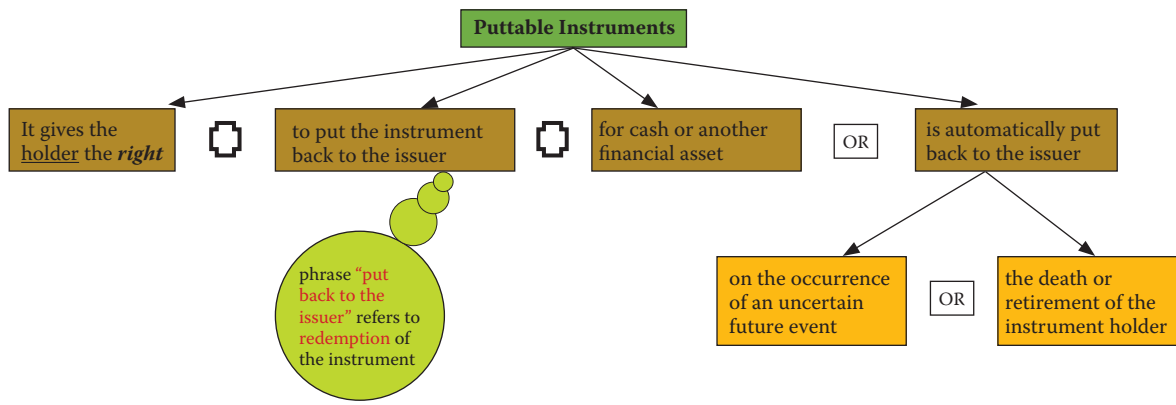 Puttable Instruments
It gives the
holder the right
to put the instrument
back to the issuer
for cash or another
financial asset
OR
is automatically put
back to the issuer
phrase “put
back to the
issuer” refers to
redemption of
the instrument
on the occurrence
of an uncertain
future event
OR
the death or
retirement of the
instrument holder